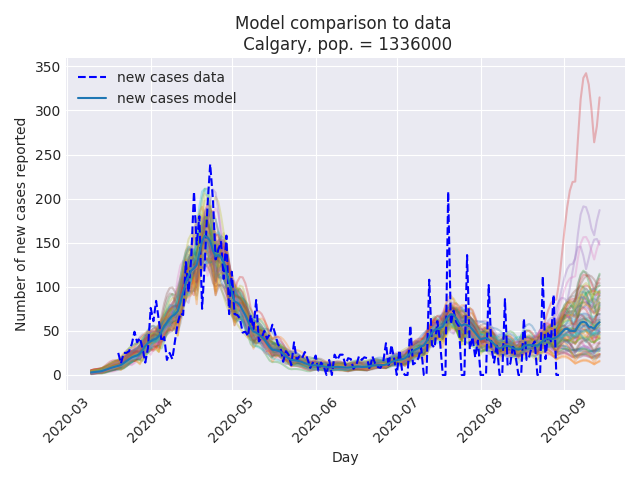 Model comparison to data
Calgary, pop. = 1336000
new cases data
new cases model
Number of new cases reported
350
300
250
200
150
100
50
0
2020-03
2020-04
2020-05
2020-06
2020-07
2020-08
2020-09
Day